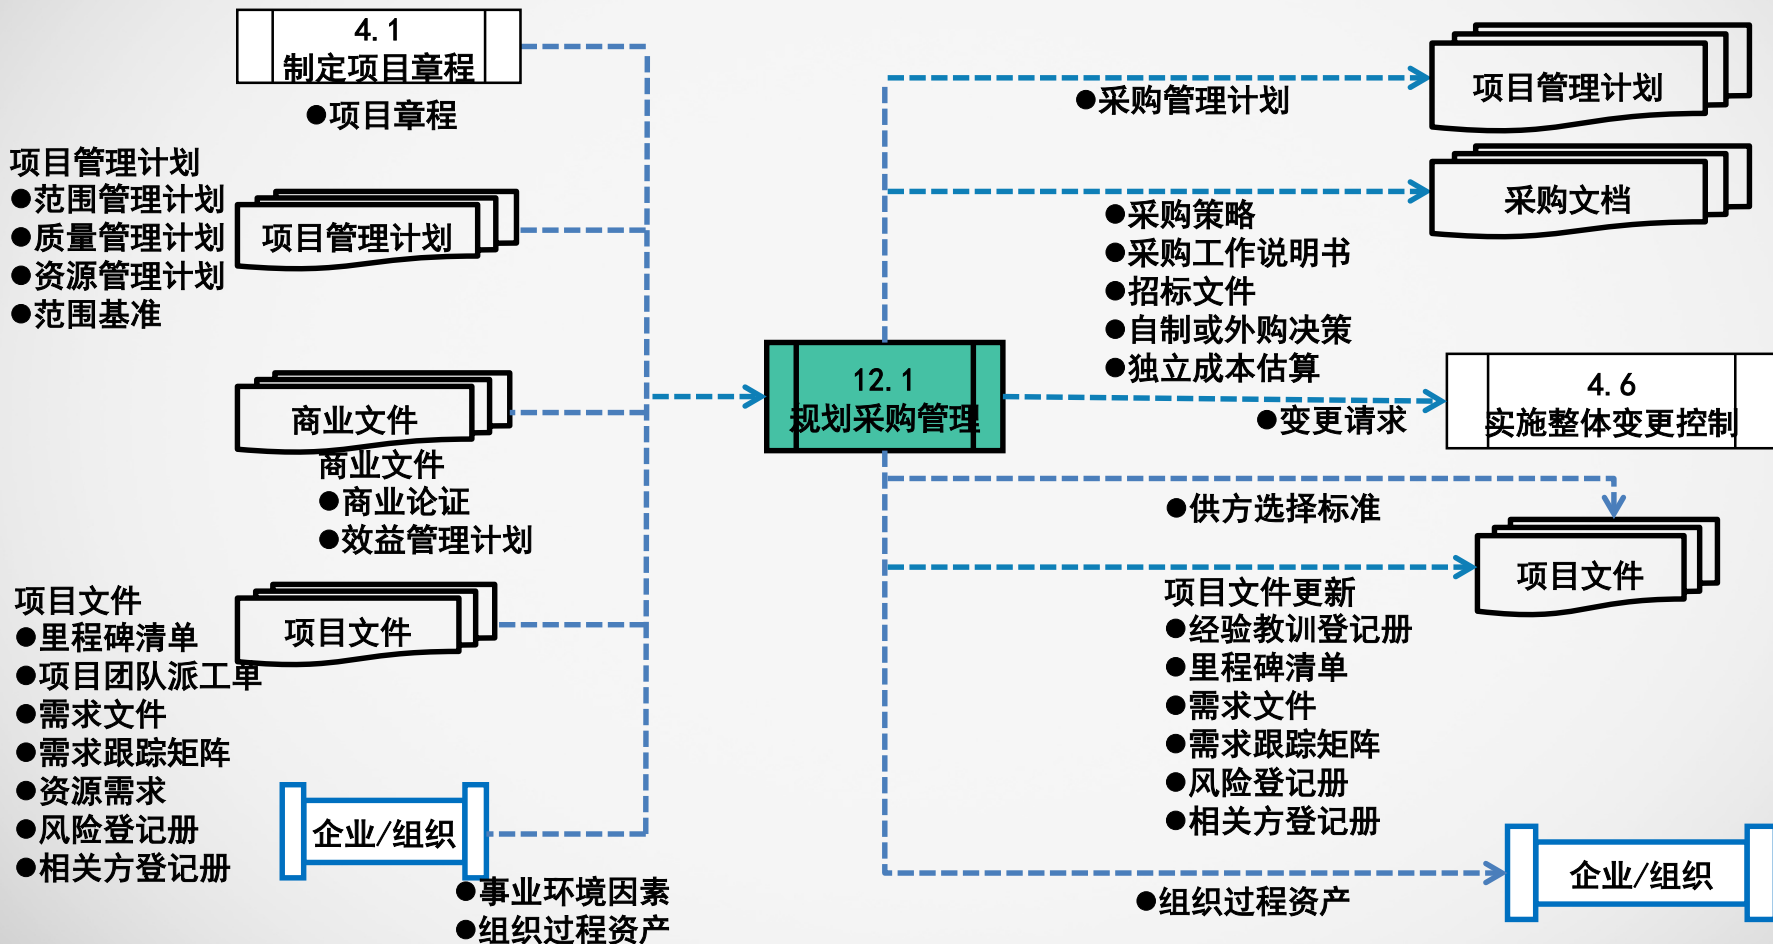 4.1
制定项目章程
●项目章程
项目管理计划
●范围管理计划
●质量管理计划
●资源管理计划
●范围基准
项目管理计划
商业文件
商业文件
●商业论证
●效益管理计划
项目文件
●里程碑清单
●项目团队派工单
●需求文件
●需求跟踪矩阵
●资源需求
●风险登记册
●相关方登记册
项目文件
企业/组织
●事业环境因素
●组织过程资产
12.1
规划采购管理
●采购管理计划
项目管理计划
●采购策略
●采购工作说明书
●招标文件
●自制或外购决策
●独立成本估算
采购文档
●变更请求
4.6
实施整体变更控制
●供方选择标准
项目文件更新
●经验教训登记册
●里程碑清单
●需求文件
●需求跟踪矩阵
●风险登记册
●相关方登记册
项目文件
●组织过程资产
企业/组织